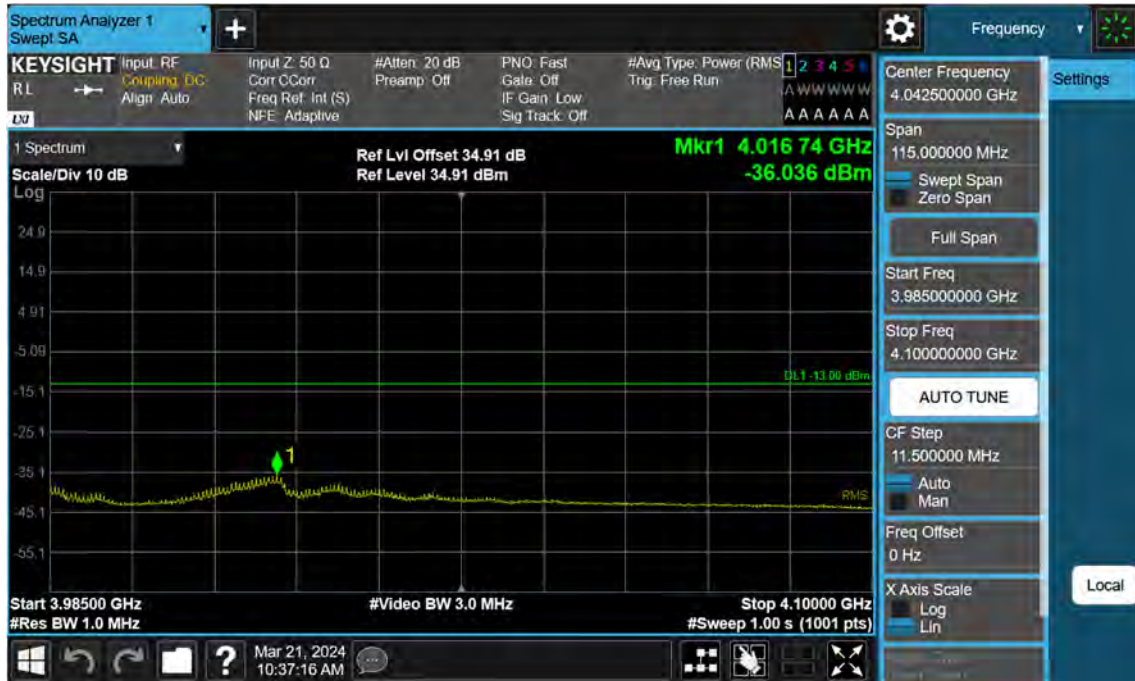 Spectrum Analyzer 1
Swept SA
Frequency
KEYSIGHT
RL
LXI
Input: RF
Coupling: DC
Align: Auto
Input Z: 50 Ω
Corr CCorr
Freq Ref: Int (S)
NFE: Adaptive
#Atten: 20 dB
Preamp: Off
PNO: Fast
Gate: Off
IF Gain: Low
Sig Track: Off
#Avg Type: Power (RMS
Trig: Free Run
1 2 3 4 5 6
A W W W W W
A A A A A A
1 Spectrum
Scale/Div 10 dB
Ref Lvl Offset 34.91 dB
Ref Level 34.91 dBm
Mkr1 4.016 74 GHz
-36.036 dBm
Log
24.9
14.9
4.91
-5.09
-15.1
-25.1
-35.1
-45.1
-55.1
DL1 -13.00 dBm
1
RMS
Start 3.98500 GHz
#Res BW 1.0 MHz
#Video BW 3.0 MHz
Stop 4.10000 GHz
#Sweep 1.00 s (1001 pts)
Mar 21, 2024
10:37:16 AM
?
Center Frequency
4.042500000 GHz
Span
115.000000 MHz
Swept Span
Zero Span
Full Span
Start Freq
3.985000000 GHz
Stop Freq
4.100000000 GHz
AUTO TUNE
CF Step
11.500000 MHz
Auto
Man
Freq Offset
0 Hz
X Axis Scale
Log
Lin
Settings
Local